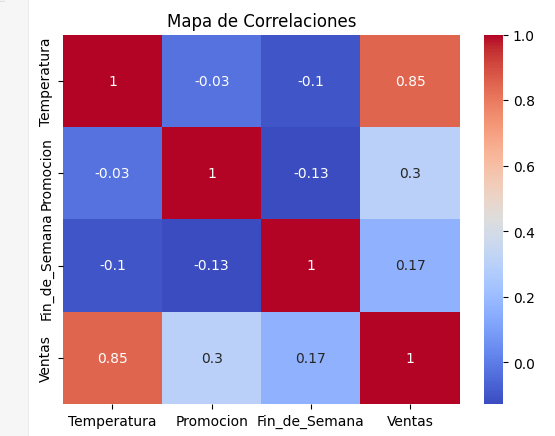 Mapa de Correlaciones
Temperatura
1 -0.03 -0.1 0.85
Promocion
-0.03 1 -0.13 0.3
Fin_de_Semana
-0.1 -0.13 1 0.17
Ventas
0.85 0.3 0.17 1
Temperatura Promocion Fin_de_Semana Ventas
1.0
0.8
0.6
0.4
0.2
0.0